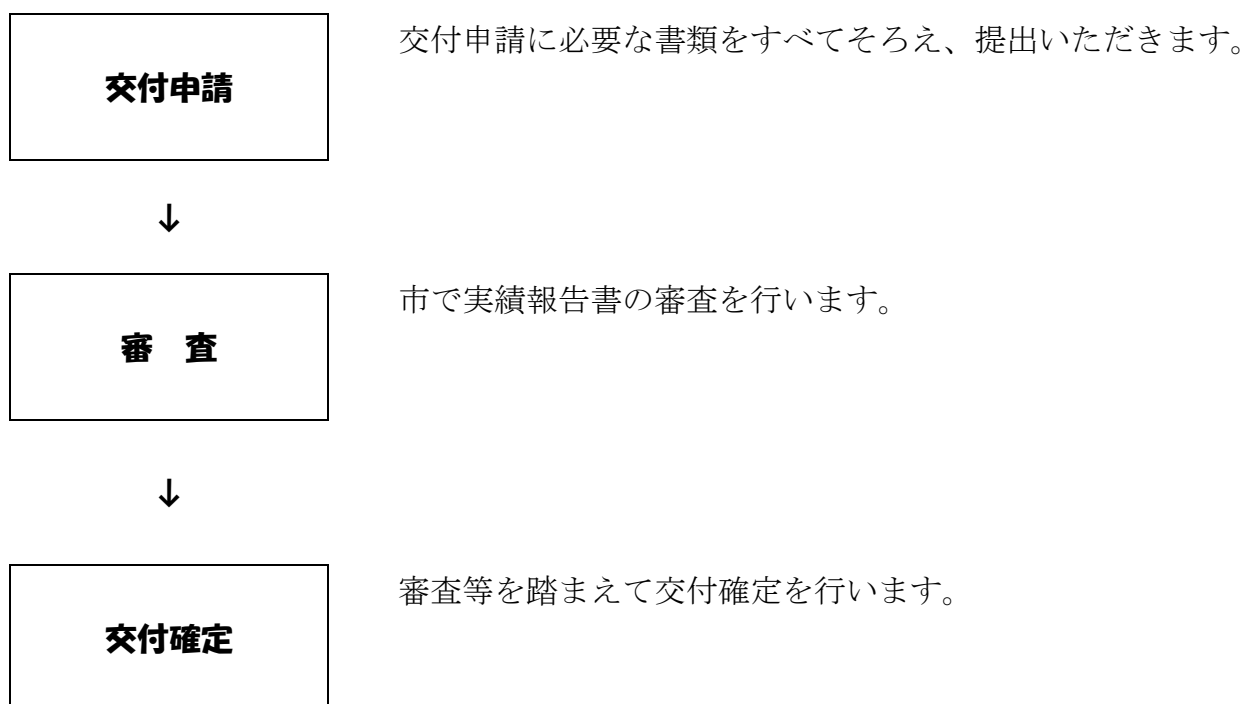 交付申請
交付申請に必要な書類をすべてそろえ、提出いただきます。
↓
審　査
市で実績報告書の審査を行います。
↓
交付確定
審査等を踏まえて交付確定を行います。